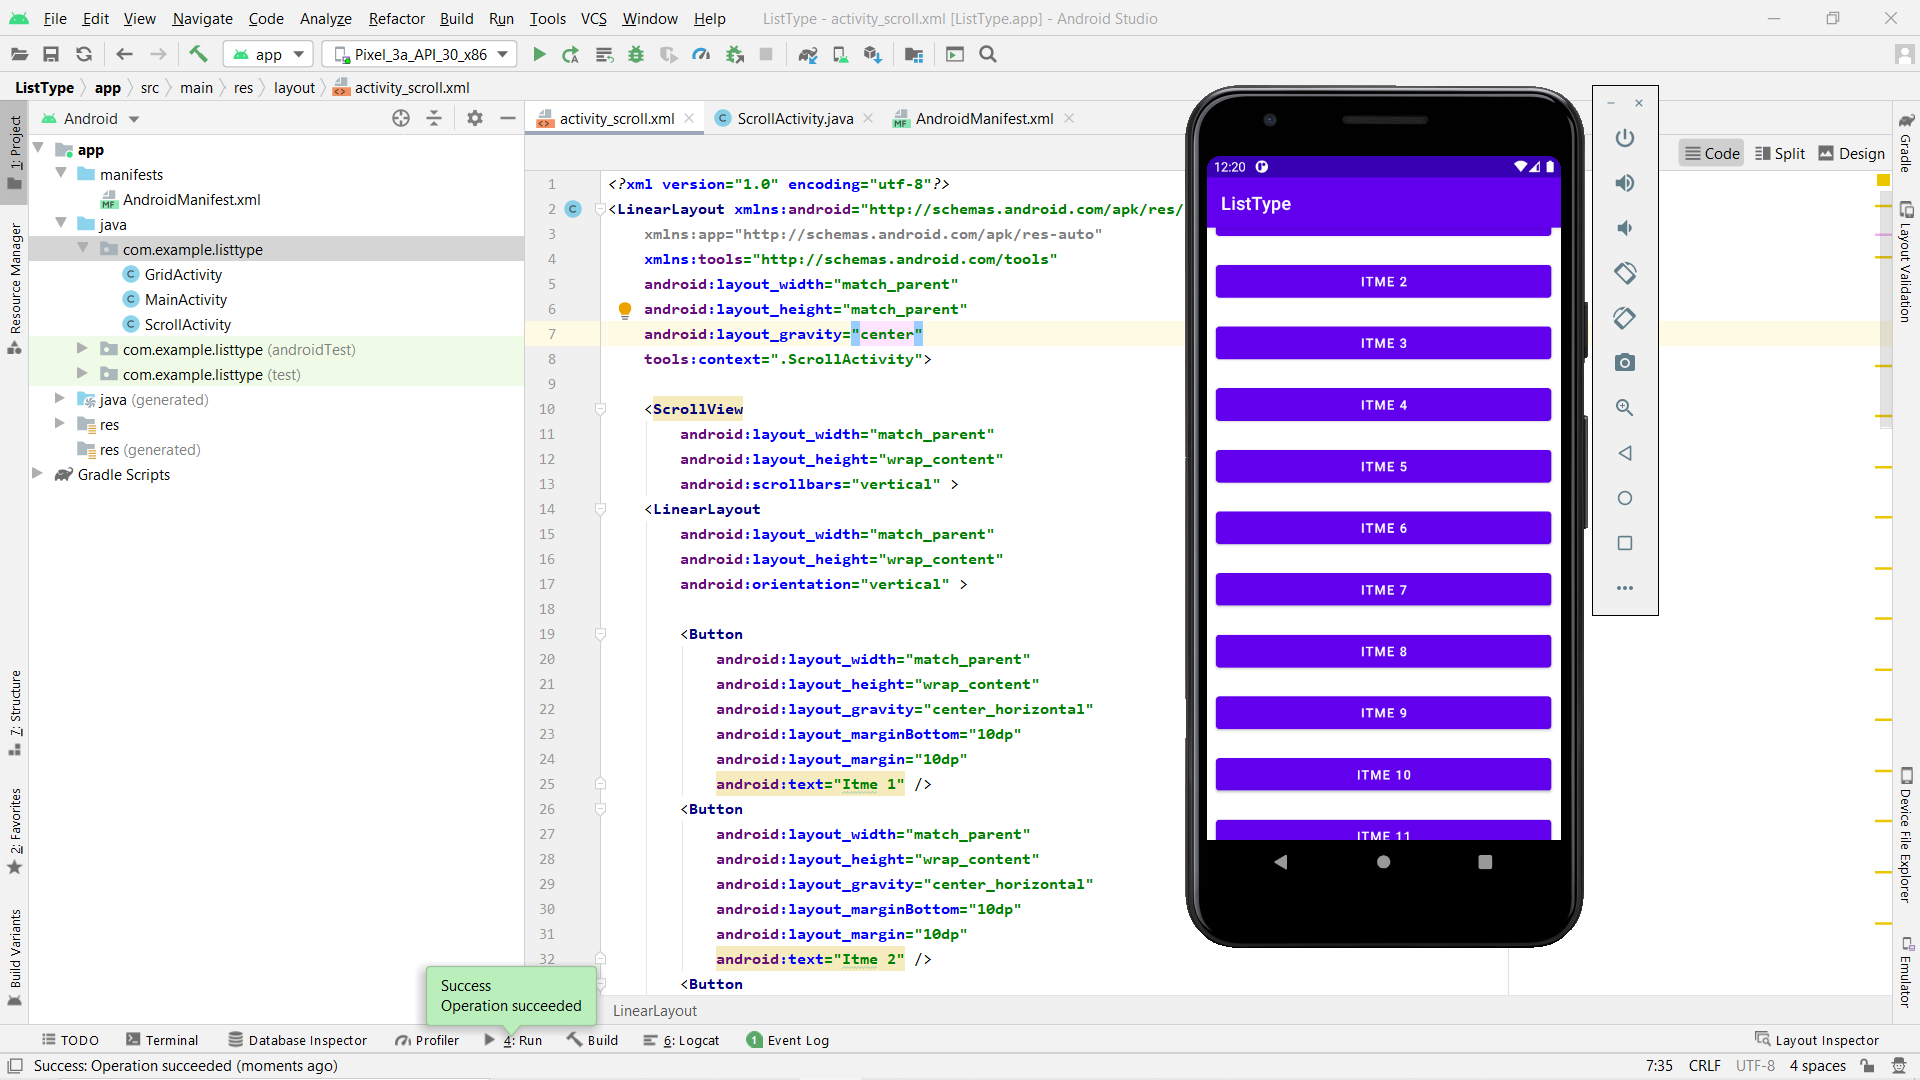 File Edit View Navigate Code Analyze Refactor Build Run Tools VCS Window Help ListType - activity_scroll.xml [ListType.app] - Android Studio
app Pixel_3a_API_30_x86
ListType app src main res layout activity_scroll.xml
1: Project
Resource Manager
7: Structure
2: Favorites
Build Variants
Android
app
manifests
AndroidManifest.xml
java
com.example.listtype
GridActivity
MainActivity
ScrollActivity
com.example.listtype (androidTest)
com.example.listtype (test)
java (generated)
res
res (generated)
Gradle Scripts
activity_scroll.xml ScrollActivity.java AndroidManifest.xml
Code Split Design
1 <?xml version="1.0" encoding="utf-8"?>
2 <LinearLayout xmlns:android="http://schemas.android.com/apk/res/
3 xmlns:app="http://schemas.android.com/apk/res-auto"
4 xmlns:tools="http://schemas.android.com/tools"
5 android:layout_width="match_parent"
6 android:layout_height="match_parent"
7 android:layout_gravity="center"
8 tools:context=".ScrollActivity">
9
10 <ScrollView
11 android:layout_width="match_parent"
12 android:layout_height="wrap_content"
13 android:scrollbars="vertical" >
14 <LinearLayout
15 android:layout_width="match_parent"
16 android:layout_height="wrap_content"
17 android:orientation="vertical" >
18
19 <Button
20 android:layout_width="match_parent"
21 android:layout_height="wrap_content"
22 android:layout_gravity="center_horizontal"
23 android:layout_marginBottom="10dp"
24 android:layout_margin="10dp"
25 android:text="Itme 1" />
26 <Button
27 android:layout_width="match_parent"
28 android:layout_height="wrap_content"
29 android:layout_gravity="center_horizontal"
30 android:layout_marginBottom="10dp"
31 android:layout_margin="10dp"
32 android:text="Itme 2" />
<Button
LinearLayout
12:20
ListType
ITME 2
ITME 3
ITME 4
ITME 5
ITME 6
ITME 7
ITME 8
ITME 9
ITME 10
ITME 11
Gradle
Layout Validation
Device File Explorer
Emulator
Success
Operation succeeded
TODO Terminal Database Inspector Profiler 4: Run Build 6: Logcat 1 Event Log Layout Inspector
Success: Operation succeeded (moments ago) 7:35 CRLF UTF-8 4 spaces